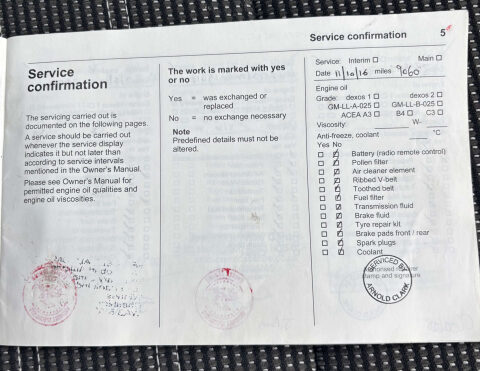 Service confirmation 5
Service confirmation
The servicing carried out is
documented on the following pages.
A service should be carried out
whenever the service display
indicates it but not later than
according to service intervals
mentioned in the Owner's Manual.
Please see Owner's Manual for
permitted engine oil qualities and
engine oil viscosities.
The work is marked with yes
or no
Yes = was exchanged or
replaced
No = no exchange necessary
Note
Predefined details must not be
altered.
Service: Interim ☐ Main ☐
Date 11/10/16 miles 9060
Engine oil
Grade: dexos 1 ☐ dexos 2 ☐
GM-LL-A-025 ☐ GM-LL-B-025 ☐
ACEA A3 ☐ B4 ☐ C3 ☐
Viscosity W-
Anti-freeze, coolant °C
Yes No
Battery (radio remote control)
Pollen filter
Air cleaner element
Ribbed V-belt
Toothed belt
Fuel filter
Transmission fluid
Brake fluid
Tyre repair kit
Brake pads front / rear
Spark plugs
Coolant
stamp and signature
SERVICED BY
ARNOLD CLARK